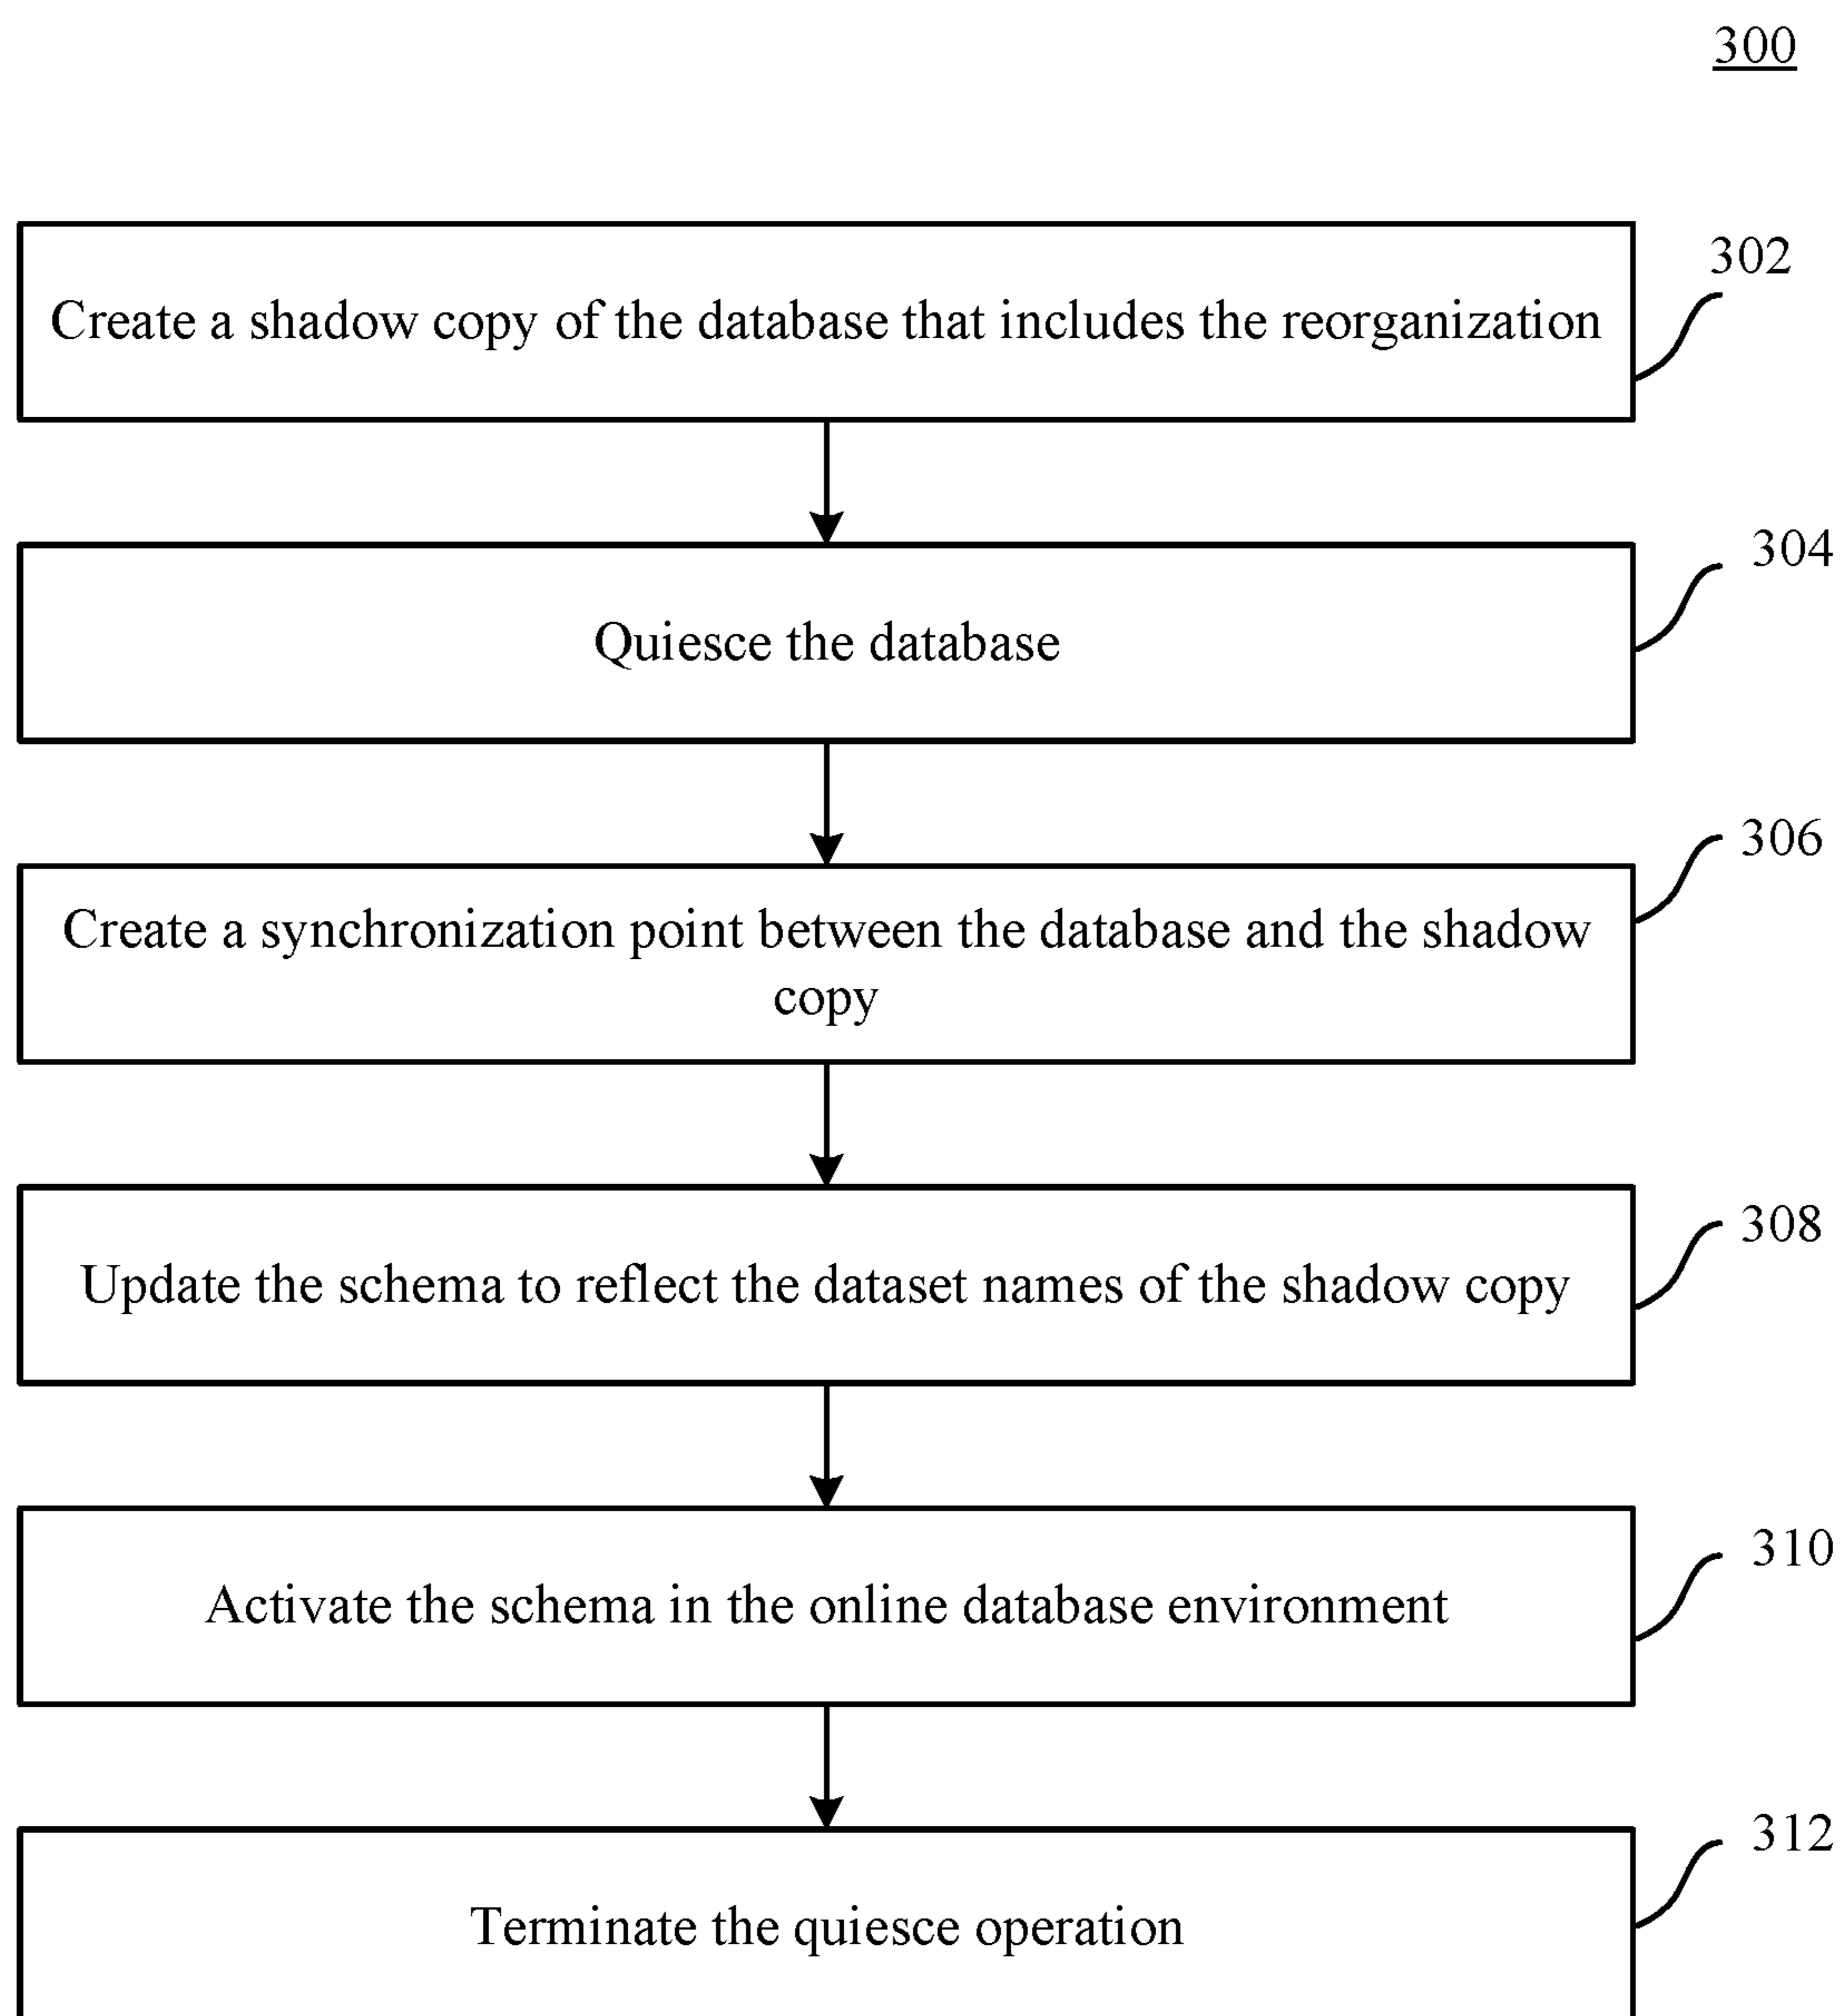 300
302
Create a shadow copy of the database that includes the reorganization
304
Quiesce the database
306
Create a synchronization point between the database and the shadow
copy
308
Update the schema to reflect the dataset names of the shadow copy
310
Activate the schema in the online database environment
312
Terminate the quiesce operation